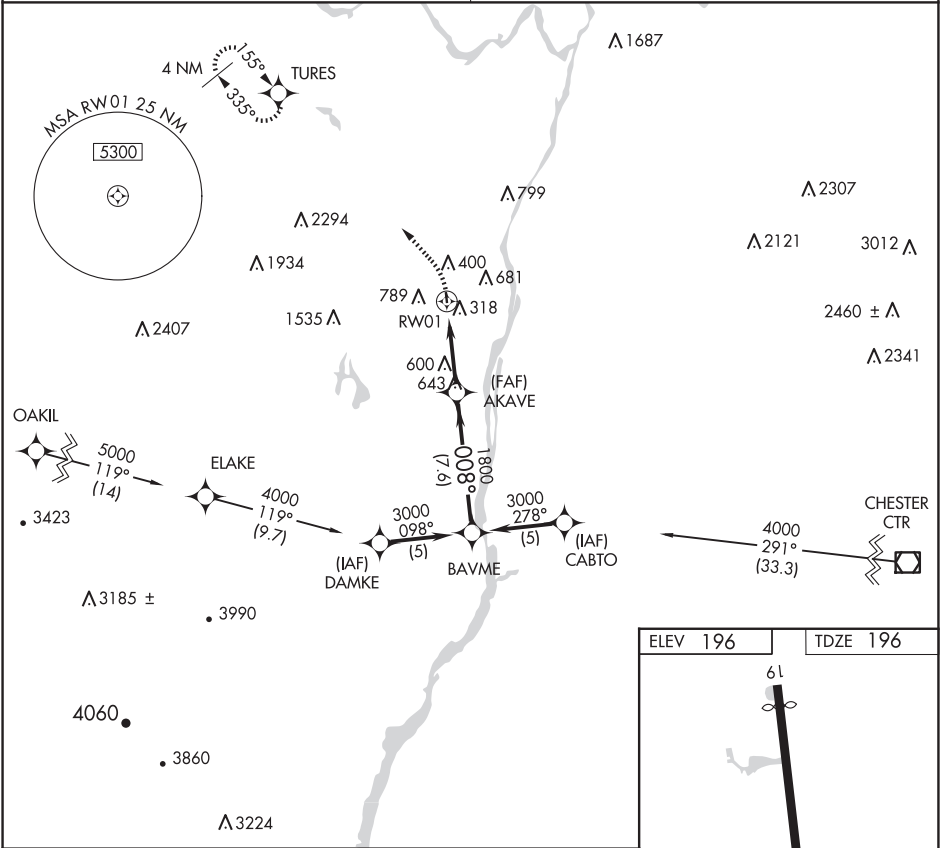 1687
4 NM
155°
335°
TURES
MSA RW01 25 NM
5300
799
2307
2294
2121
3012
1934
400
681
789
318
RW01
1535
2460 ±
2407
2341
600
643
(FAF)
AKAVE
OAKIL
5000
119°
(14)
ELAKE
4000
119°
(9.7)
3423
1800
008°
(7.6)
3000
098°
(5)
3000
278°
(5)
(IAF)
DAMKE
BAVME
(IAF)
CABTO
4000
291°
(33.3)
CHESTER
CTR
3185 ±
3990
4060
3860
3224
ELEV 196
TDZE 196
19